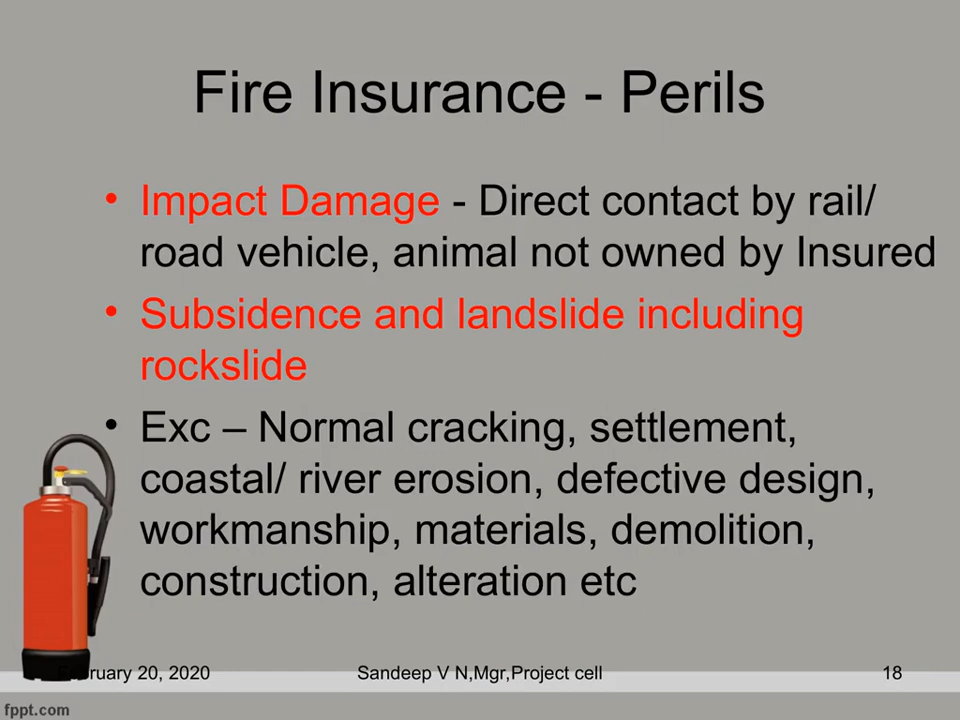 Fire Insurance - Perils
• Impact Damage - Direct contact by rail/
road vehicle, animal not owned by Insured
• Subsidence and landslide including
rockslide
• Exc – Normal cracking, settlement,
coastal/ river erosion, defective design,
workmanship, materials, demolition,
construction, alteration etc
February 20, 2020
Sandeep V N,Mgr,Project cell
18
fppt.com